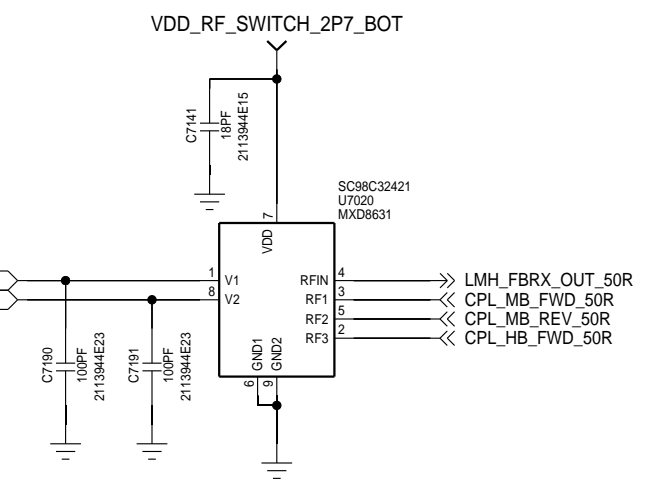 VDD_RF_SWITCH_2P7_BOT
C7141
18PF
2113944E15
SC98C32421
U7020
MXD8631
7
VDD
1
V1
8
V2
RFIN
4
LMH_FBRX_OUT_50R
RF1
3
CPL_MB_FWD_50R
RF2
5
CPL_MB_REV_50R
RF3
2
CPL_HB_FWD_50R
GND1
GND2
6
9
C7190
100PF
2113944E23
C7191
100PF
2113944E23